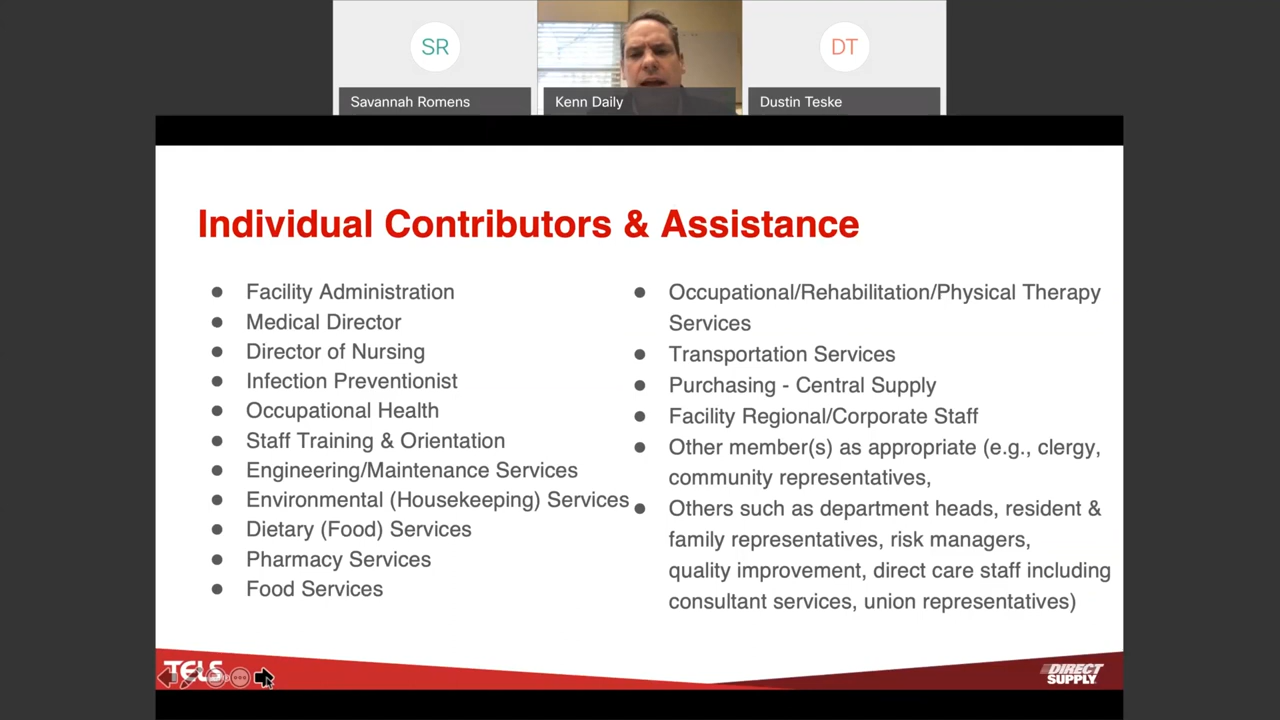 SR
DT
Savannah Romens
Kenn Daily
Dustin Teske
Individual Contributors & Assistance
Facility Administration
Medical Director
Director of Nursing
Infection Preventionist
Occupational Health
Staff Training & Orientation
Engineering/Maintenance Services
Environmental (Housekeeping) Services
Dietary (Food) Services
Pharmacy Services
Food Services
Occupational/Rehabilitation/Physical Therapy
Services
Transportation Services
Purchasing - Central Supply
Facility Regional/Corporate Staff
Other member(s) as appropriate (e.g., clergy,
community representatives,
Others such as department heads, resident &
family representatives, risk managers,
quality improvement, direct care staff including
consultant services, union representatives)
TELS
DIRECT
SUPPLY